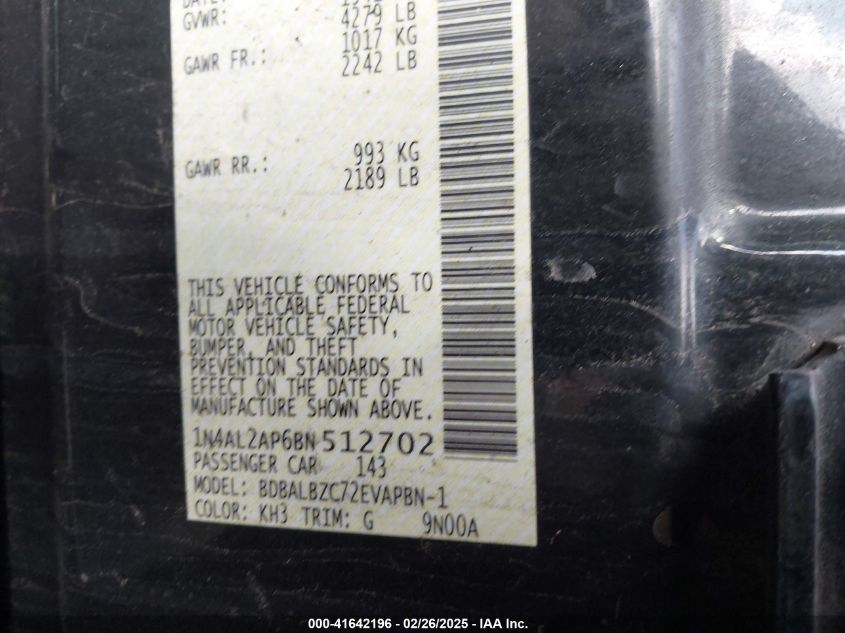 GVWR: 4279 LB
1017 KG
GAWR FR.: 2242 LB
993 KG
GAWR RR.: 2189 LB
THIS VEHICLE CONFORMS TO
ALL APPLICABLE FEDERAL
MOTOR VEHICLE SAFETY,
BUMPER, AND THEFT
PREVENTION STANDARDS IN
EFFECT ON THE DATE OF
MANUFACTURE SHOWN ABOVE.
1N4AL2AP6BN512702
PASSENGER CAR 143
MODEL: BDBALBZC72EVAPBN-1
COLOR: KH3 TRIM: G 9N00A
000-41642196 - 02/26/2025 - IAA Inc.